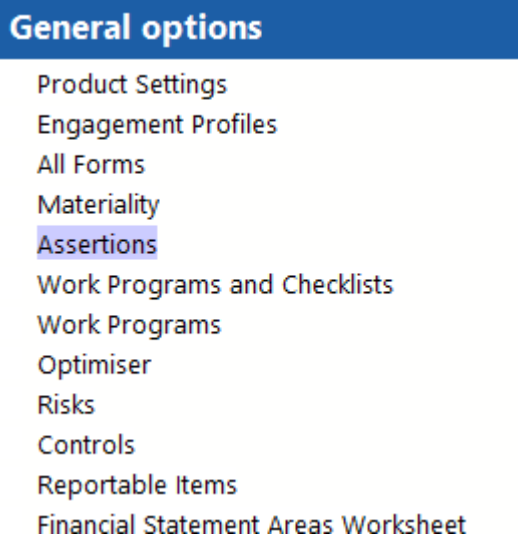 General options
Product Settings
Engagement Profiles
All Forms
Materiality
Assertions
Work Programs and Checklists
Work Programs
Optimiser
Risks
Controls
Reportable Items
Financial Statement Areas Worksheet